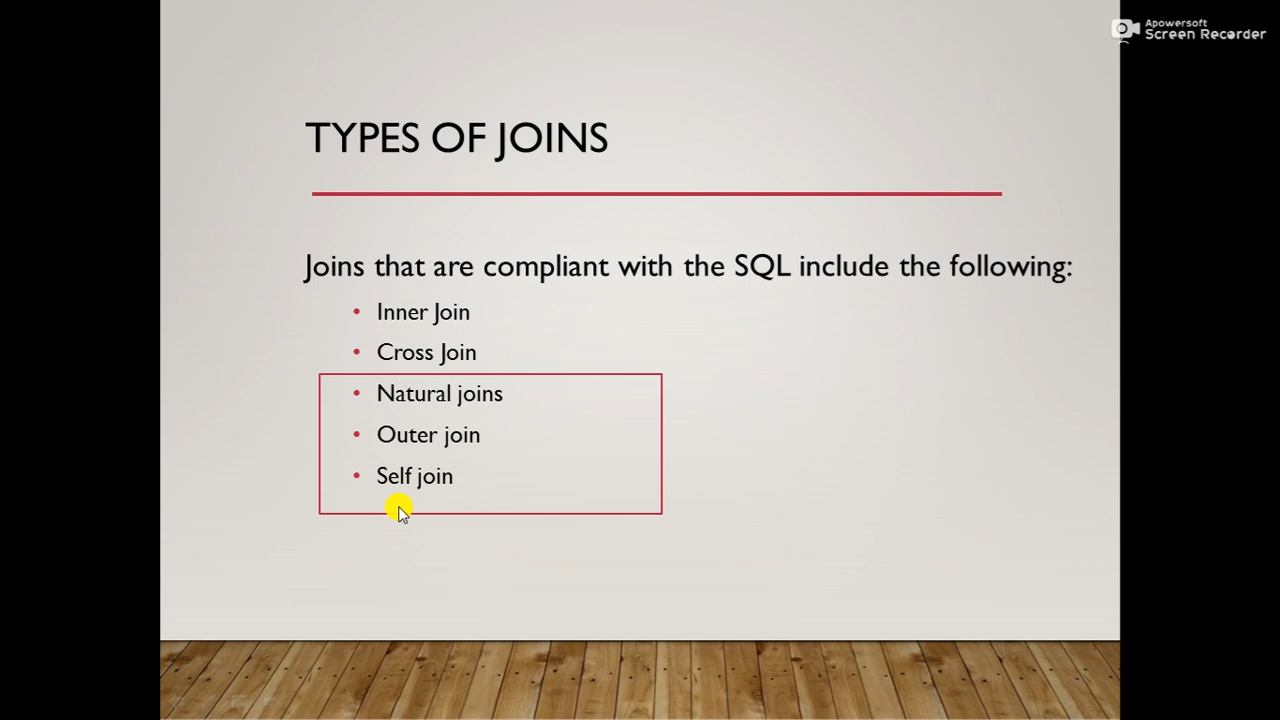 Apowersoft
Screen Recorder
TYPES OF JOINS
Joins that are compliant with the SQL include the following:
• Inner Join
• Cross Join
• Natural joins
• Outer join
• Self join